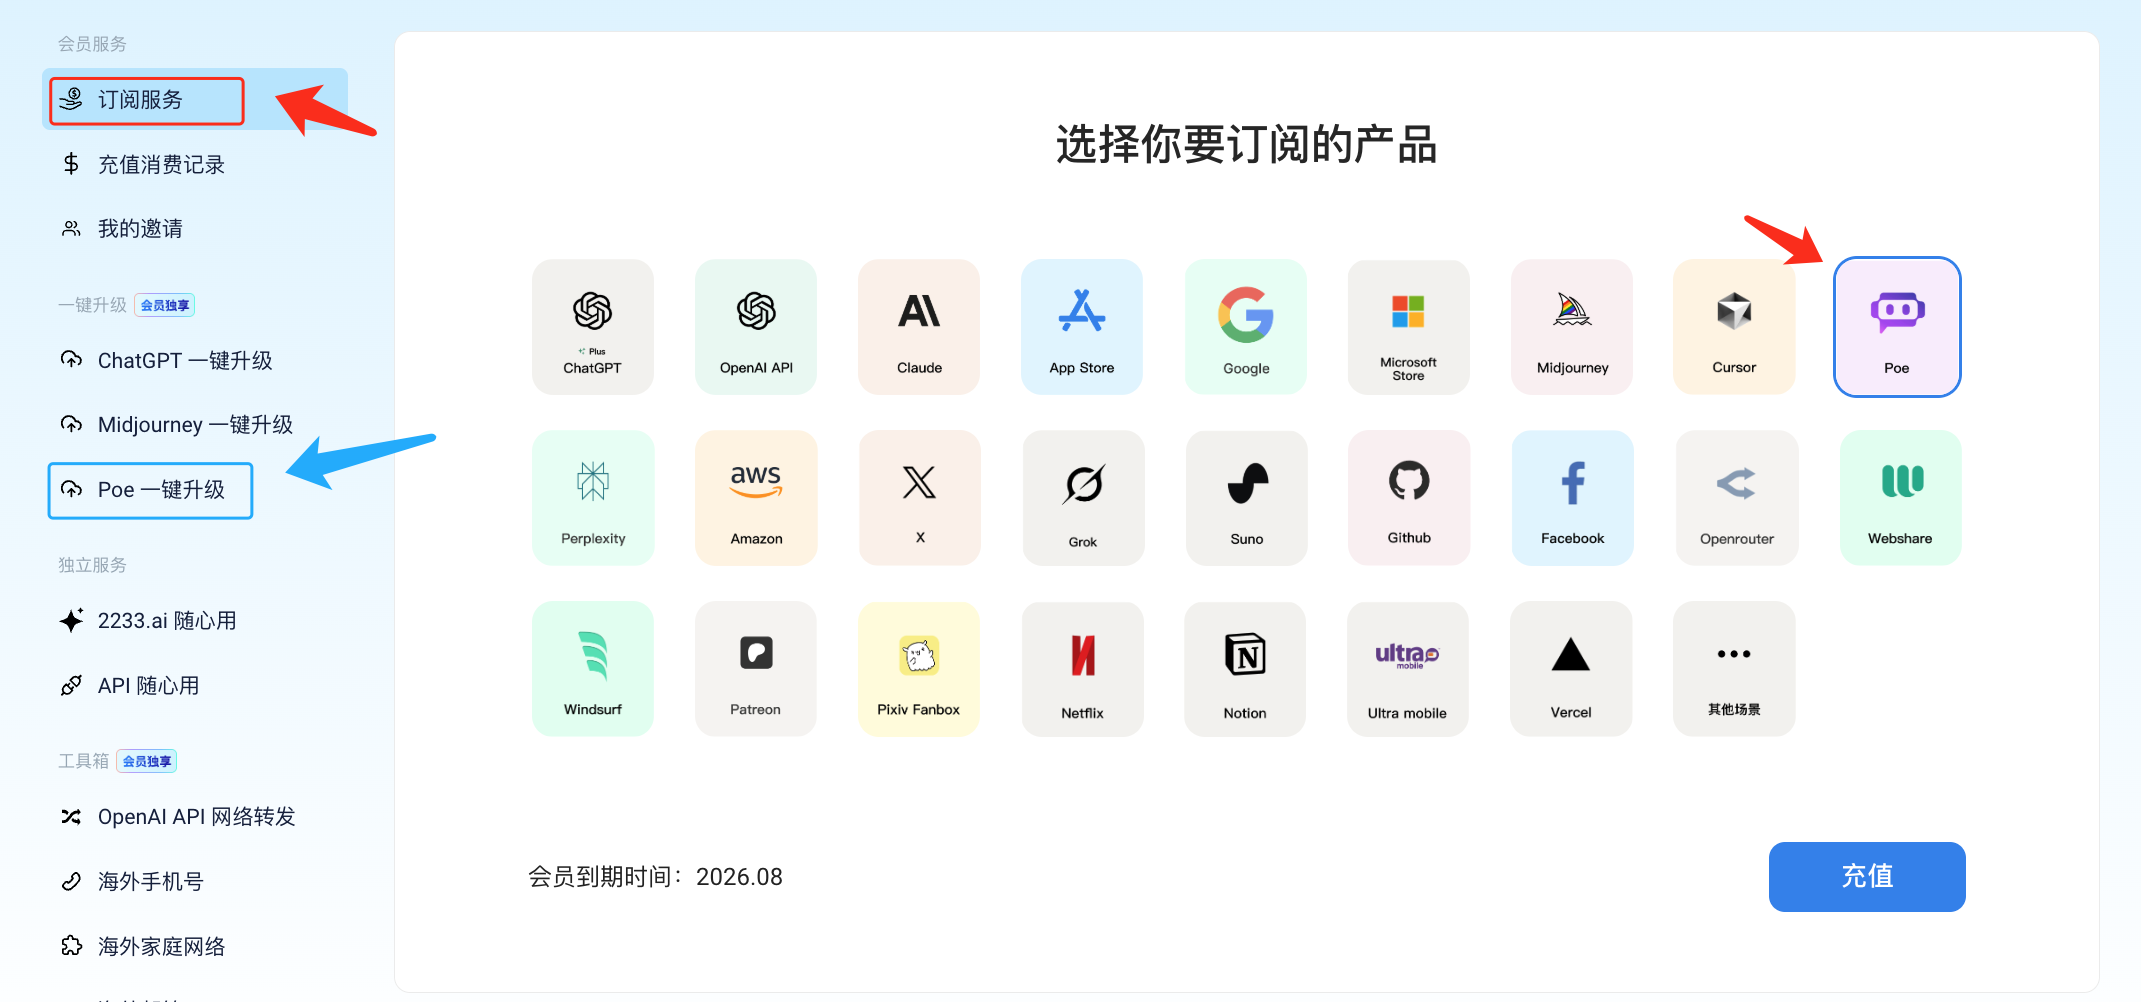 会员服务
订阅服务
充值消费记录
我的邀请
一键升级 会员独享
ChatGPT 一键升级
Midjourney 一键升级
Poe 一键升级
独立服务
2233.ai 随心用
API 随心用
工具箱 会员独享
OpenAI API 网络转发
海外手机号
海外家庭网络
选择你要订阅的产品
Plus
ChatGPT
OpenAI API
Claude
App Store
Google
Microsoft
Store
Midjourney
Cursor
Poe
Perplexity
aws
Amazon
X
Grok
Suno
Github
Facebook
Openrouter
Webshare
Windsurf
Patreon
Pixiv Fanbox
Netflix
Notion
ultra
mobile
Ultra mobile
Vercel
其他场景
会员到期时间：2026.08
充值